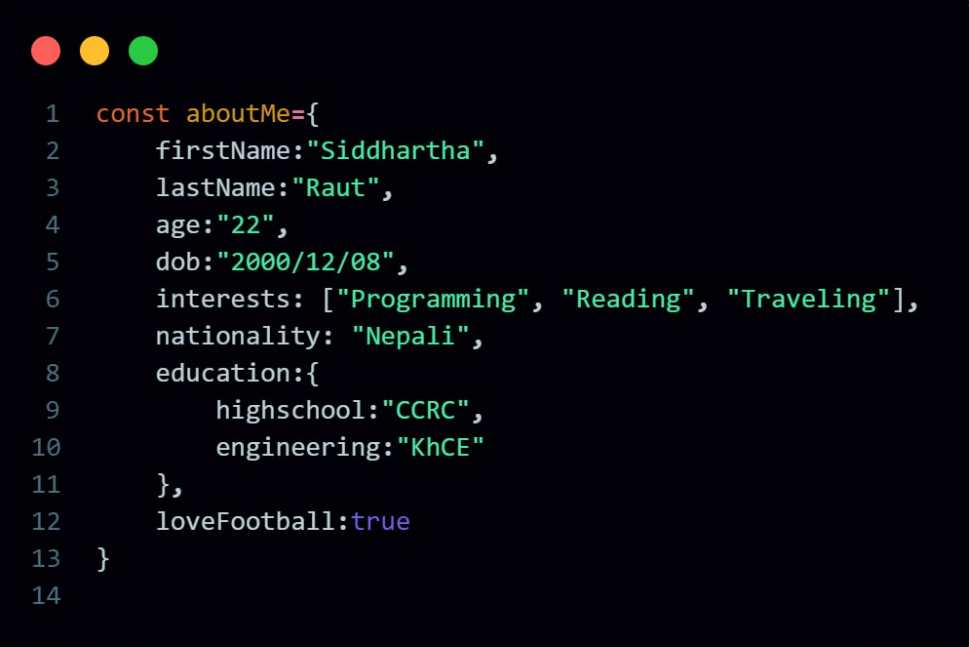 1 const aboutMe={
2     firstName:"Siddhartha",
3     lastName:"Raut",
4     age:"22",
5     dob:"2000/12/08",
6     interests: ["Programming", "Reading", "Traveling"],
7     nationality: "Nepali",
8     education:{
9         highschool:"CCRC",
10         engineering:"KhCE"
11     },
12     loveFootball:true
13 }
14